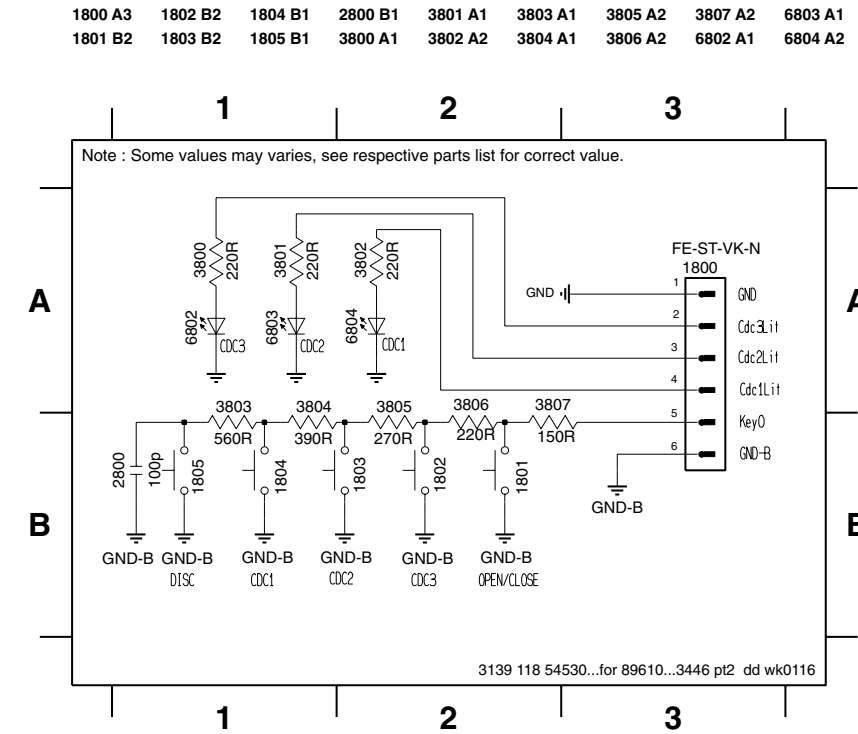 1800 A3 1802 B2 1804 B1 2800 B1 3801 A1 3803 A1 3805 A2 3807 A2 6803 A1
1801 B2 1803 B2 1805 B1 3800 A1 3802 A2 3804 A1 3806 A2 6802 A1 6804 A2
1 2 3
Note : Some values may varies, see respective parts list for correct value.
3800 220R 3801 220R 3802 220R
FE-ST-VK-N
1800
A A
GND 1 GND
2 Cdc3Lit
6802 CDC3 6803 CDC2 6804 CDC1
3 Cdc2Lit
4 Cdc1Lit
3803 3804 3805 3806 3807
5 KeyO
560R 390R 270R 220R 150R
6 GND-B
2800 100p 1805 1804 1803 1802 1801
GND-B
B B
GND-B GND-B GND-B GND-B GND-B GND-B
DISC CDC1 CDC2 CDC3 OPEN/CLOSE
3139 118 54530...for 89610...3446 pt2 dd wk0116
1 2 3